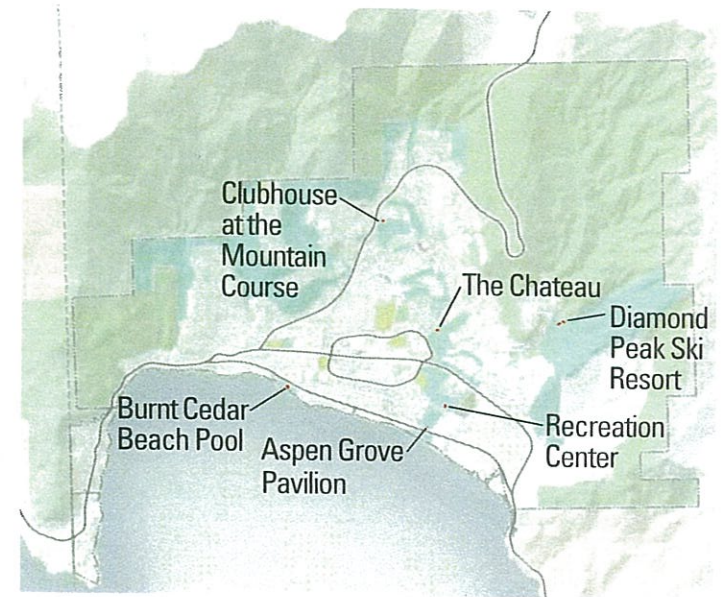 Clubhouse
at the
Mountain
Course
The Chateau
Diamond
Peak Ski
Resort
Burnt Cedar
Beach Pool
Aspen Grove
Pavilion
Recreation
Center